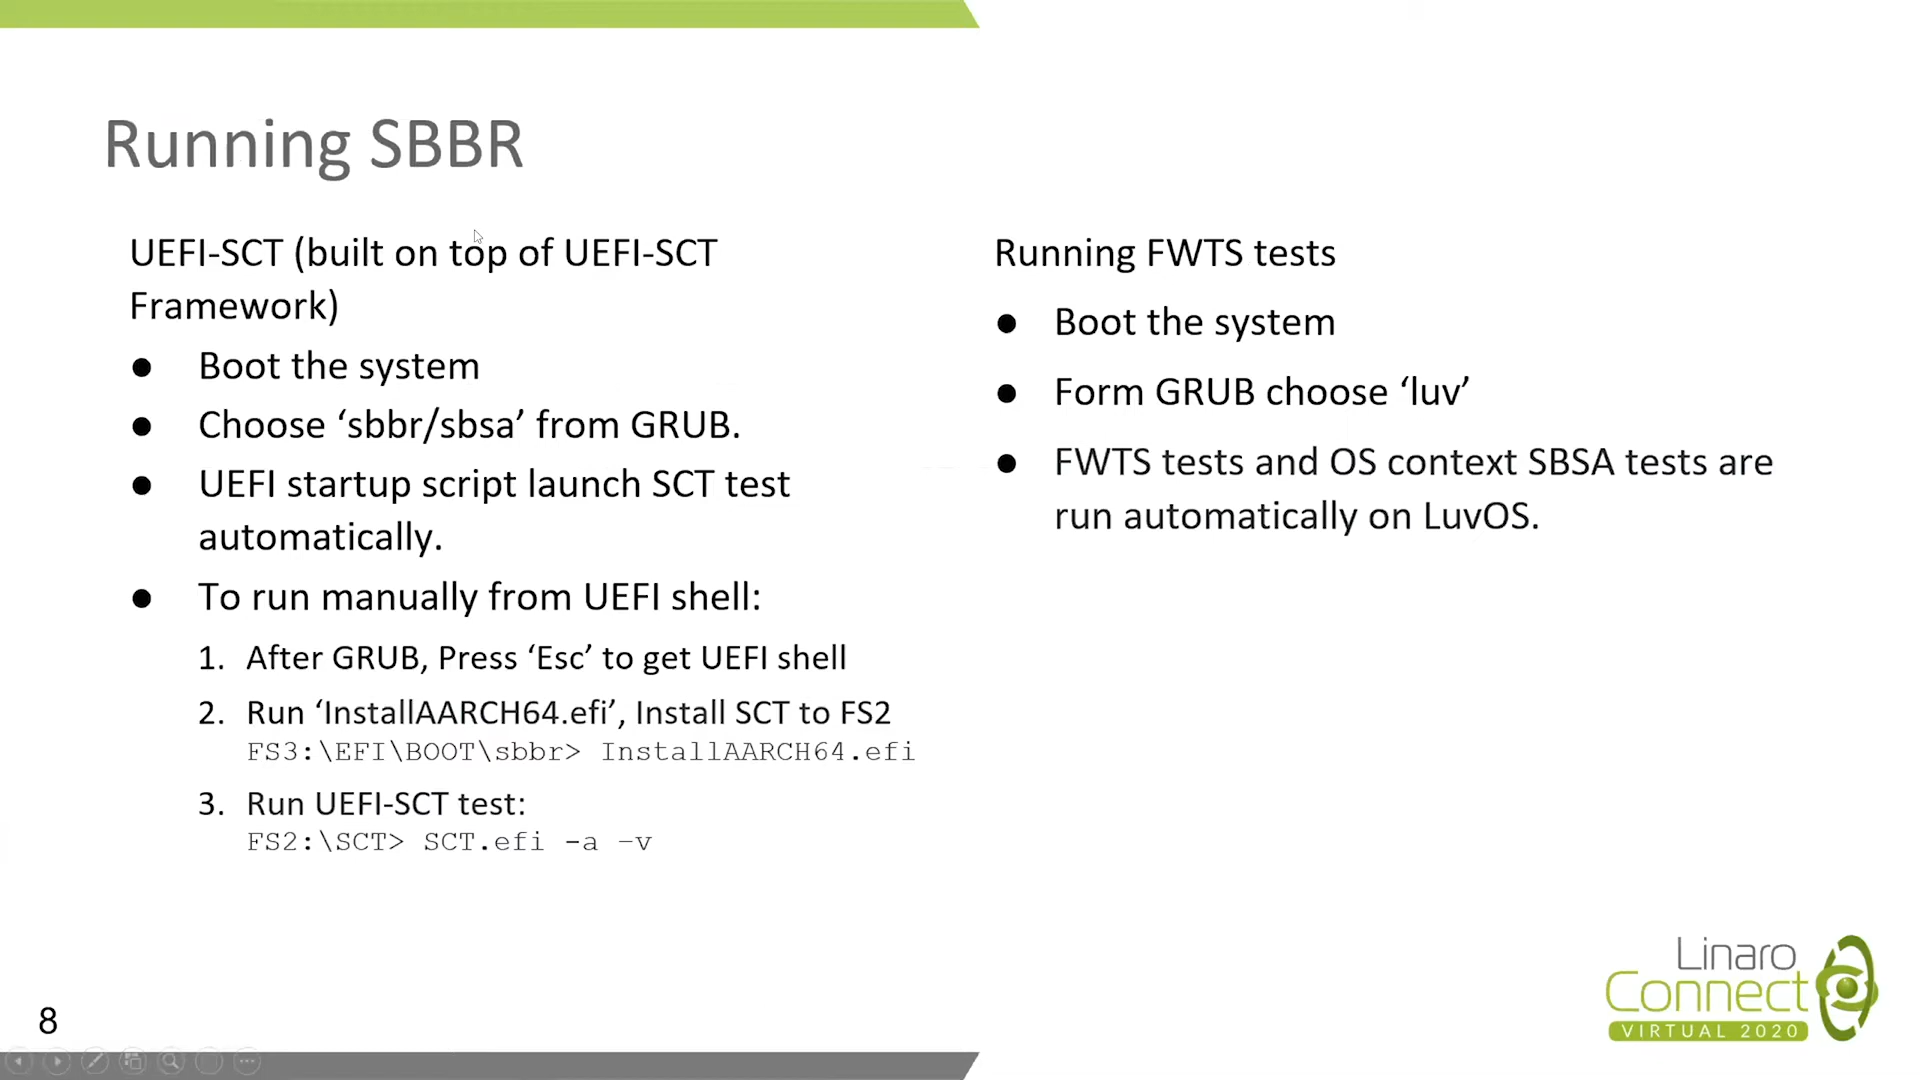 Running SBBR
UEFI-SCT (built on top of UEFI-SCT
Framework)
● Boot the system
● Choose ‘sbbr/sbsa’ from GRUB.
● UEFI startup script launch SCT test
automatically.
● To run manually from UEFI shell:
1. After GRUB, Press ‘Esc’ to get UEFI shell
2. Run ‘InstallAARCH64.efi’, Install SCT to FS2
FS3:\EFI\BOOT\sbbr> InstallAARCH64.efi
3. Run UEFI-SCT test:
FS2:\SCT> SCT.efi -a –v
Running FWTS tests
● Boot the system
● Form GRUB choose ‘luv’
● FWTS tests and OS context SBSA tests are
run automatically on LuvOS.
8
Linaro
Connect
VIRTUAL 2020